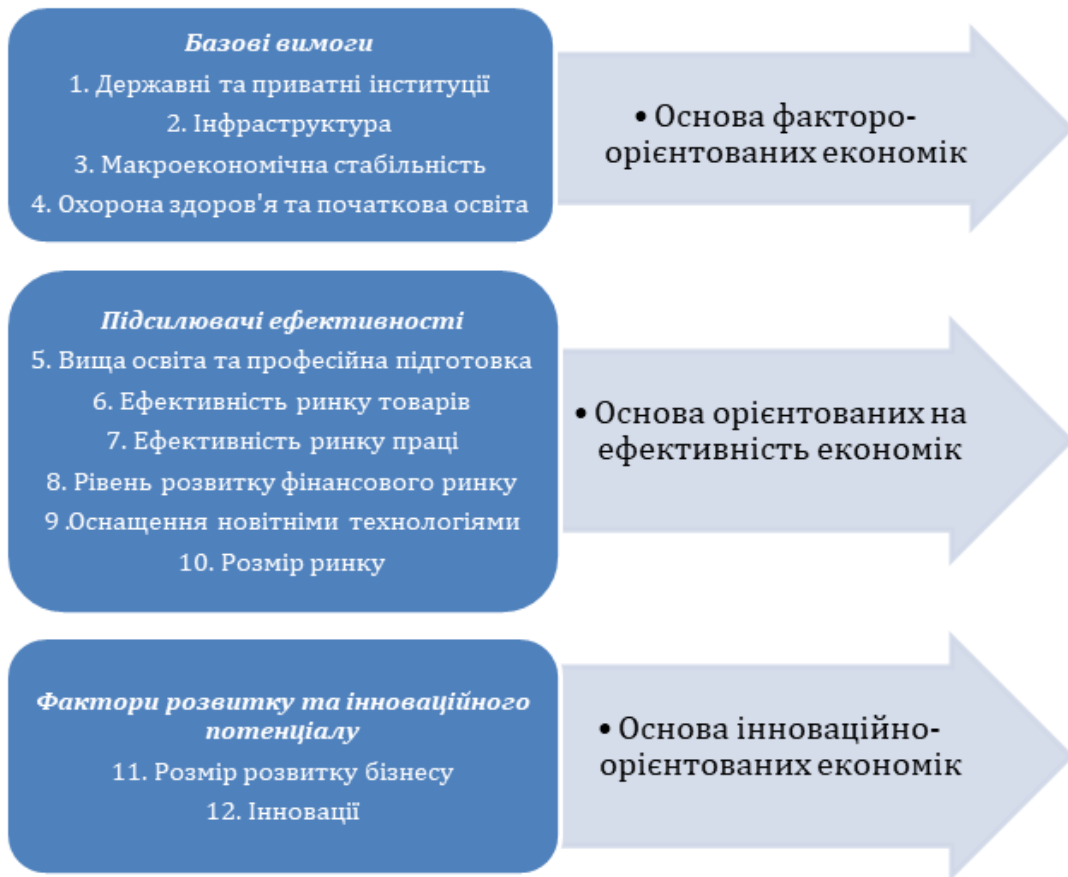 Базові вимоги
1. Державні та приватні інституції
2. Інфраструктура
3. Макроекономічна стабільність
4. Охорона здоров'я та початкова освіта
• Основа факторо-
орієнтованих економік
Підсилювачі ефективності
5. Вища освіта та професійна підготовка
6. Ефективність ринку товарів
7. Ефективність ринку праці
8. Рівень розвитку фінансового ринку
9 .Оснащення новітніми технологіями
10. Розмір ринку
• Основа орієнтованих на
ефективність економік
Фактори розвитку та інноваційного
потенціалу
11. Розмір розвитку бізнесу
12. Інновації
• Основа інноваційно-
орієнтованих економік